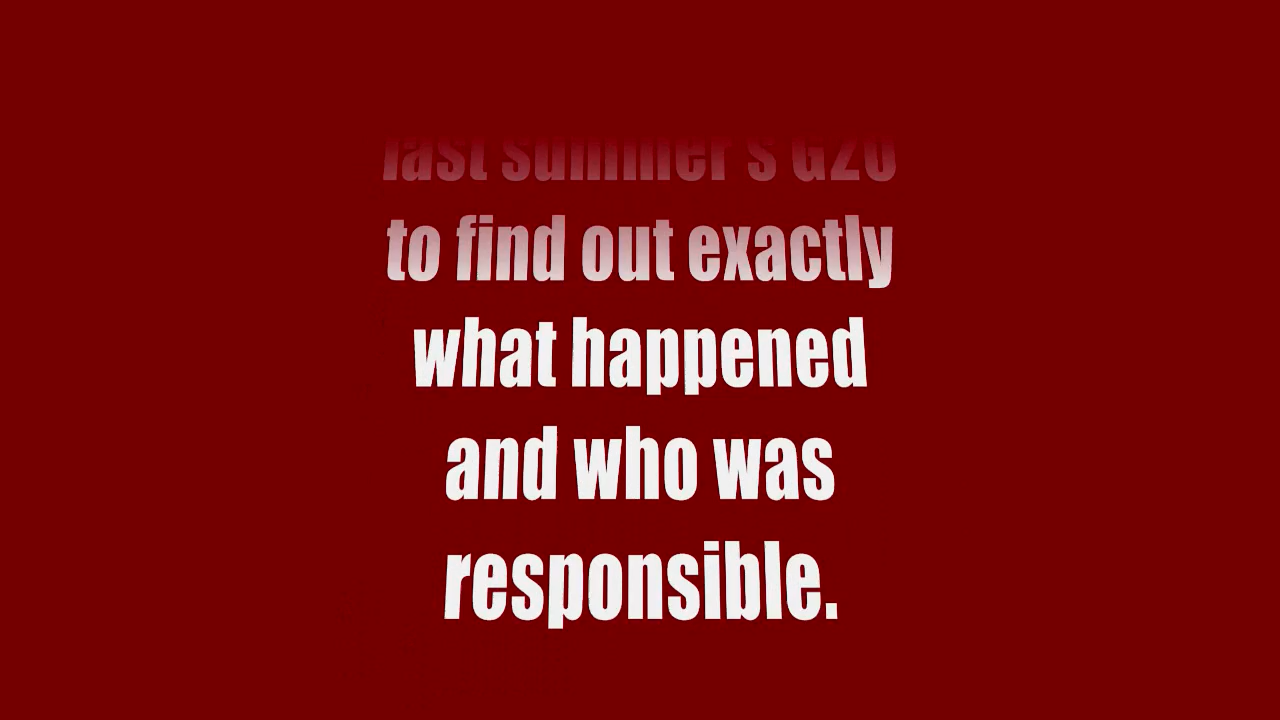 last summer's G20
to find out exactly
what happened
and who was
responsible.